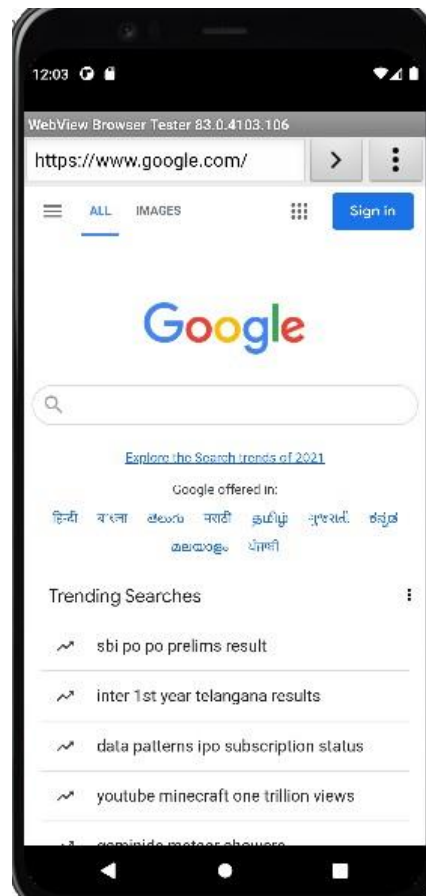 12:03
WebView Browser Tester 83.0.4103.106
https://www.google.com/
ALL IMAGES Sign in
Google
Explore the Search trends of 2021
Google offered in:
हिन्दी বাংলা తెలుగు मराठी தமிழ் ગુજરાતી ಕನ್ನಡ
മലയാളം ਪੰਜਾਬੀ
Trending Searches
sbi po po prelims result
inter 1st year telangana results
data patterns ipo subscription status
youtube minecraft one trillion views